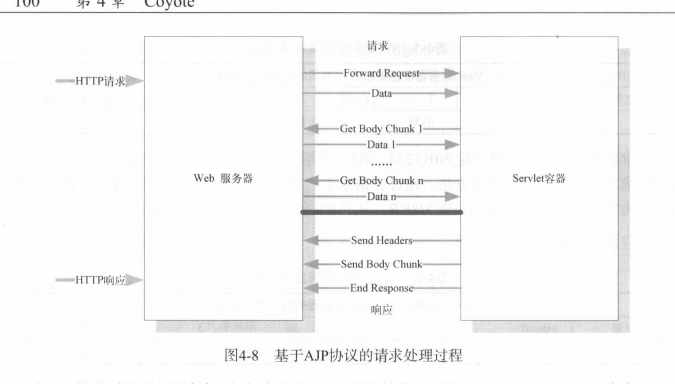 100 第 4 章 Coyote
请求
Forward Request
HTTP请求
Data
Get Body Chunk 1
Data 1
......
Web 服务器
Get Body Chunk n
Servlet容器
Data n
Send Headers
Send Body Chunk
HTTP响应
End Response
响应
图4-8 基于AJP协议的请求处理过程